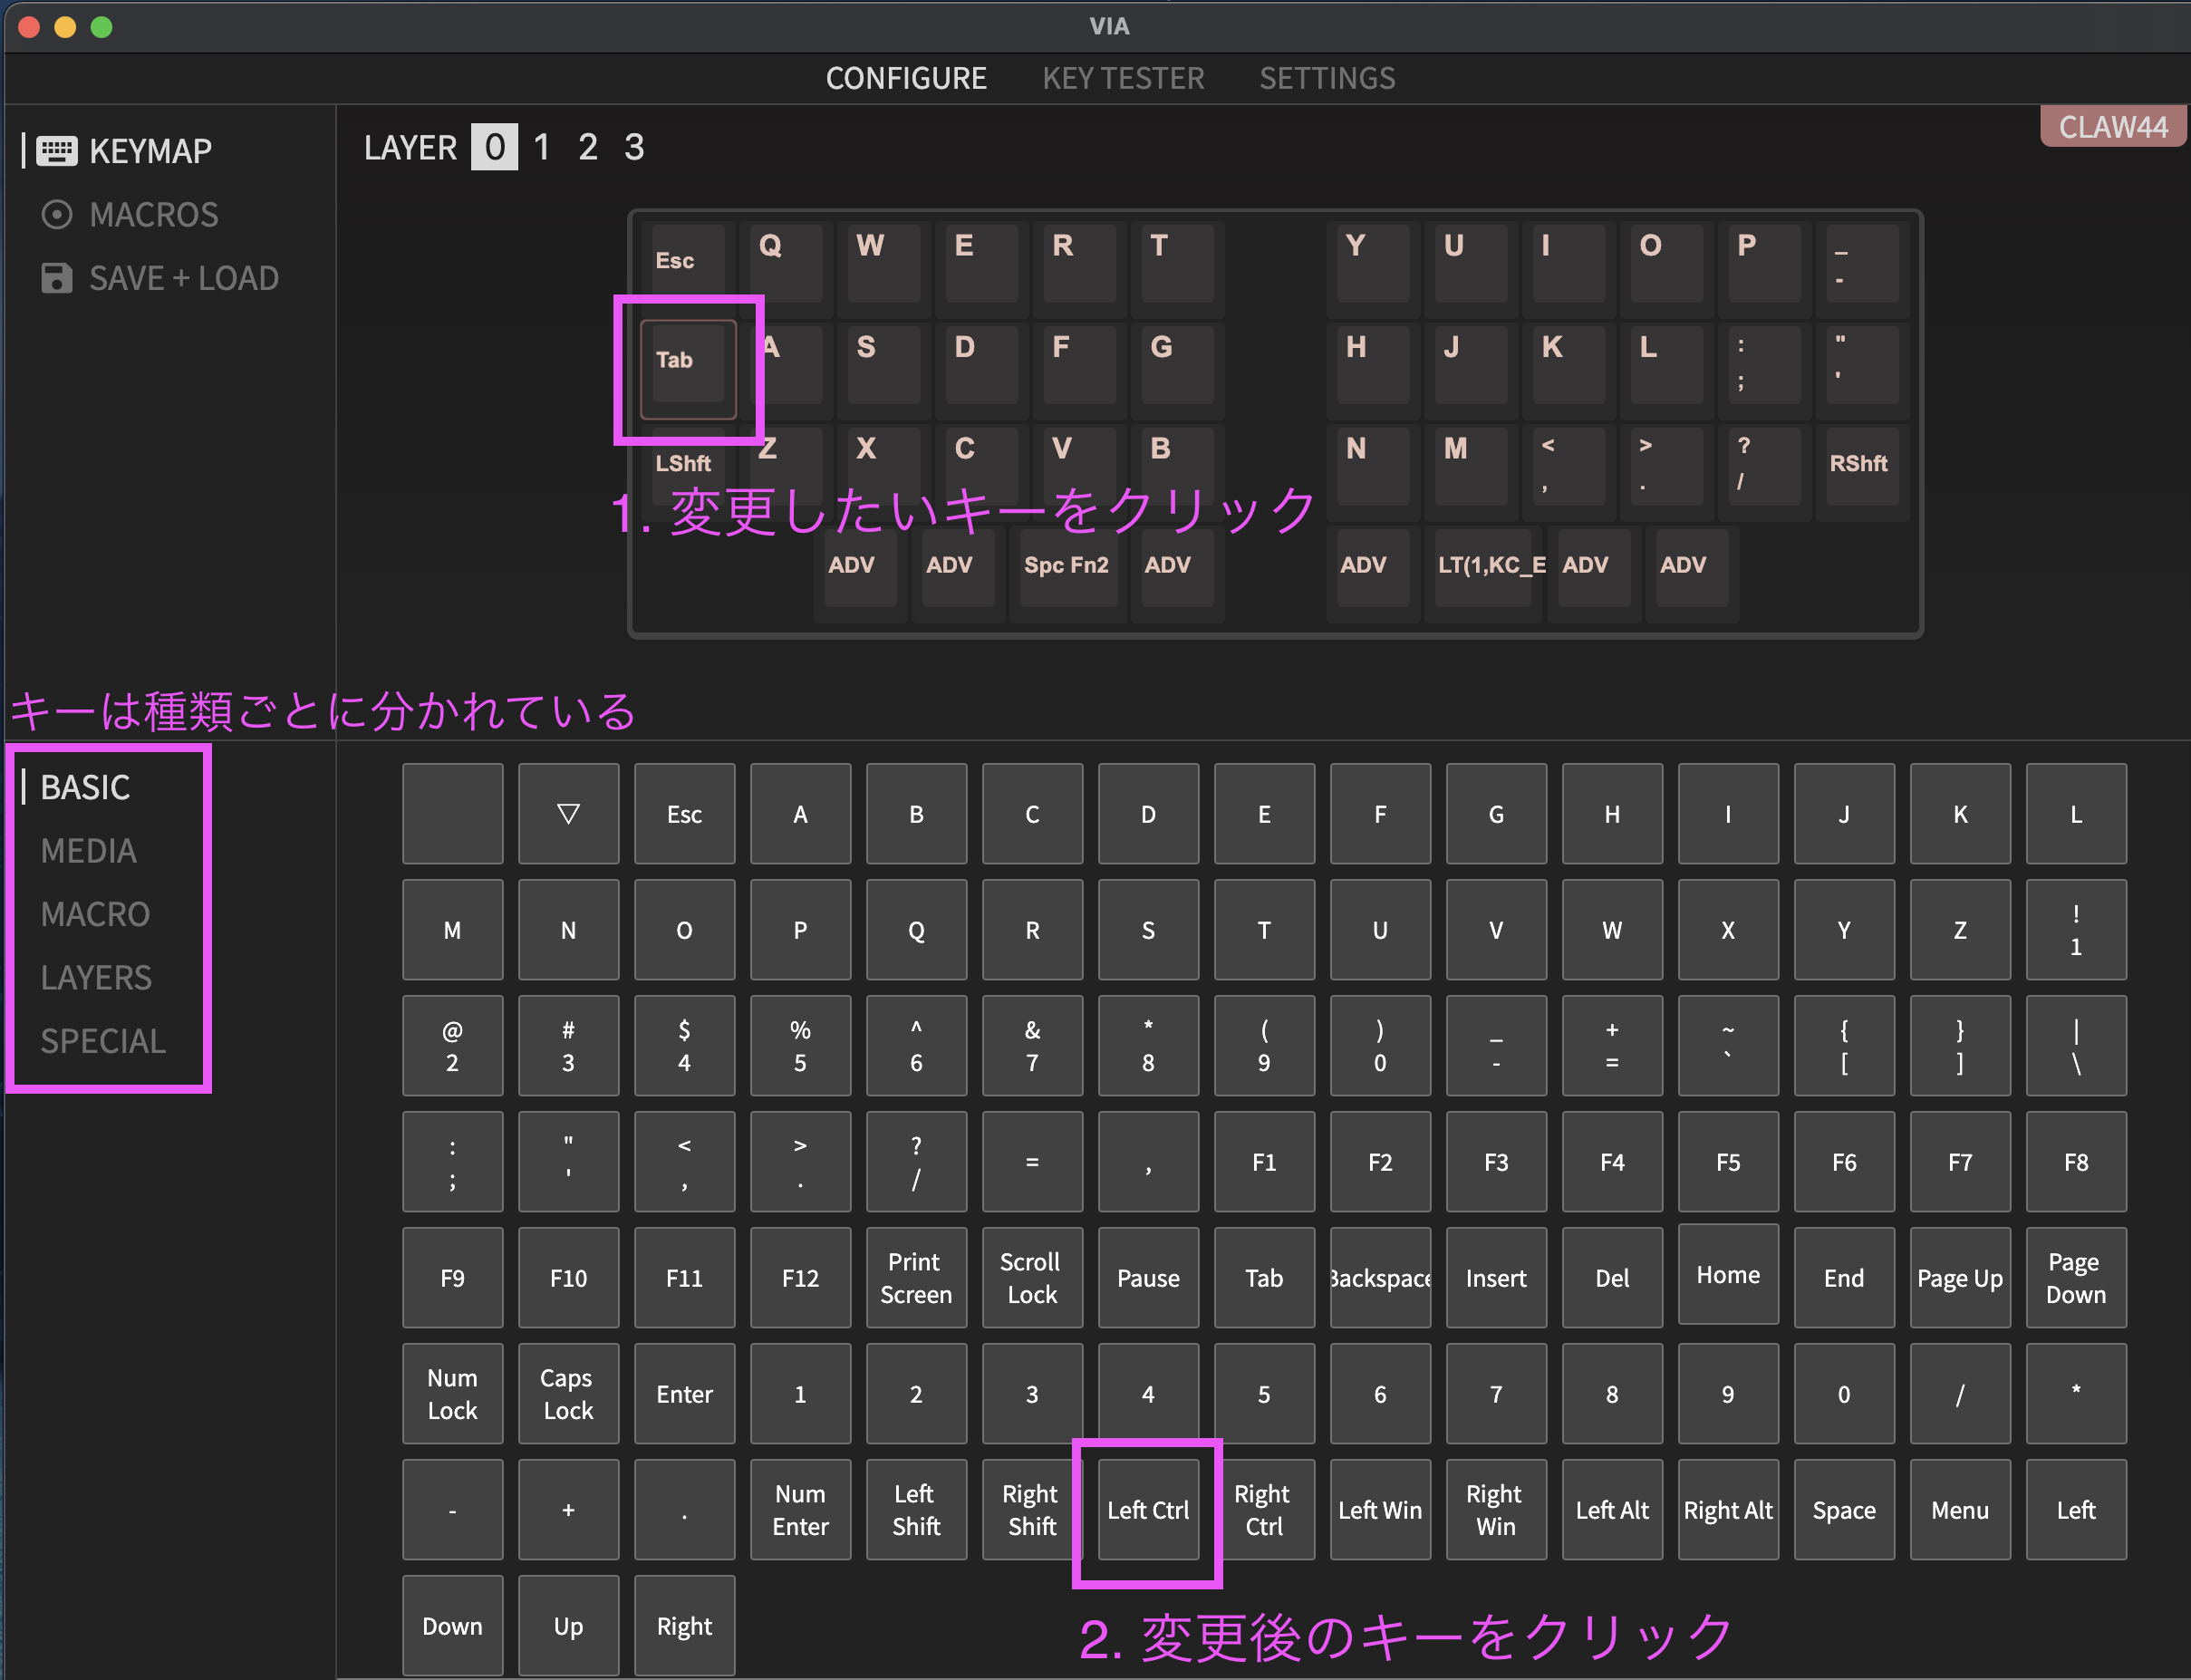 VIA
CONFIGURE KEY TESTER SETTINGS
KEYMAP
MACROS
SAVE + LOAD
LAYER 0 1 2 3
CLAW44
Esc Q W E R T Y U I O P _ -
Tab A S D F G H J K L : ; " '
LShft Z X C V B N M < , > . ? / RShft
1. 変更したいキーをクリック
ADV ADV Spc Fn2 ADV ADV LT(1,KC_E ADV ADV
キーは種類ごとに分かれている
BASIC
MEDIA
MACRO
LAYERS
SPECIAL
▽ Esc A B C D E F G H I J K L
M N O P Q R S T U V W X Y Z ! 1
@ 2 # 3 $ 4 % 5 ^ 6 & 7 * 8 ( 9 ) 0 _ - + = ~ ` { [ } ] | \
: ; " ' < , > . ? / = , F1 F2 F3 F4 F5 F6 F7 F8
F9 F10 F11 F12 Print Screen Scroll Lock Pause Tab Backspace Insert Del Home End Page Up Page Down
Num Lock Caps Lock Enter 1 2 3 4 5 6 7 8 9 0 / *
- + . Num Enter Left Shift Right Shift Left Ctrl Right Ctrl Left Win Right Win Left Alt Right Alt Space Menu Left
Down Up Right
2. 変更後のキーをクリック